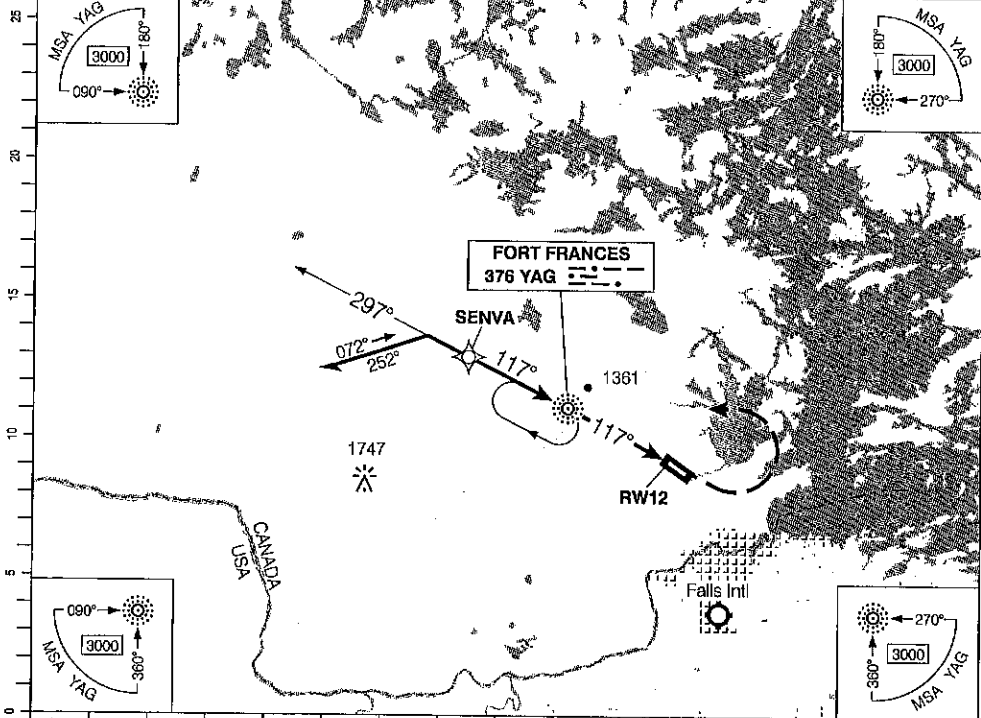 25
MSA YAG
3000
180°
090°
MSA YAG
180°
3000
270°
20
FORT FRANCES
376 YAG
15
297°
SENVA
072°
252°
117°
1361
10
117°
1747
RW12
CANADA
USA
5
Falls Intl
090°
3000
360°
MSA YAG
270°
3000
360°
MSA YAG
0